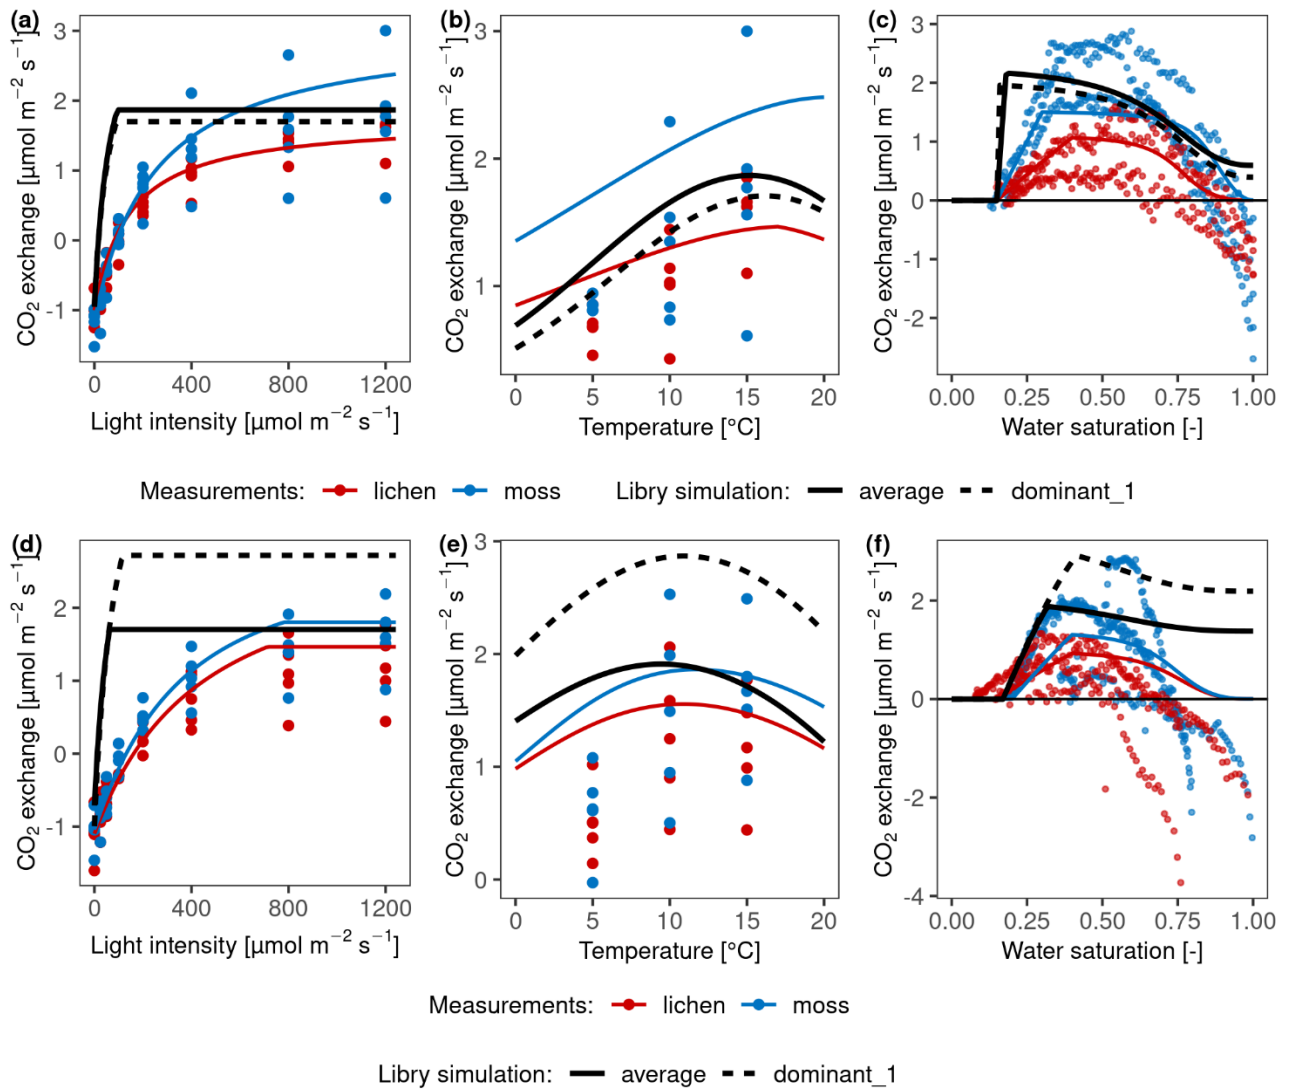 (a)
CO₂ exchange [µmol m⁻² s⁻¹]
3
2
1
0
-1
0 400 800 1200
Light intensity [µmol m⁻² s⁻¹]
(b)
CO₂ exchange [µmol m⁻² s⁻¹]
3
2
1
0 5 10 15 20
Temperature [°C]
(c)
CO₂ exchange [µmol m⁻² s⁻¹]
3
2
1
0
-1
-2
0.00 0.25 0.50 0.75 1.00
Water saturation [-]
Measurements: lichen moss Libry simulation: average dominant_1
(d)
CO₂ exchange [µmol m⁻² s⁻¹]
2
1
0
-1
0 400 800 1200
Light intensity [µmol m⁻² s⁻¹]
(e)
CO₂ exchange [µmol m⁻² s⁻¹]
3
2
1
0
0 5 10 15 20
Temperature [°C]
(f)
CO₂ exchange [µmol m⁻² s⁻¹]
2
0
-2
-4
0.00 0.25 0.50 0.75 1.00
Water saturation [-]
Measurements: lichen moss
Libry simulation: average dominant_1